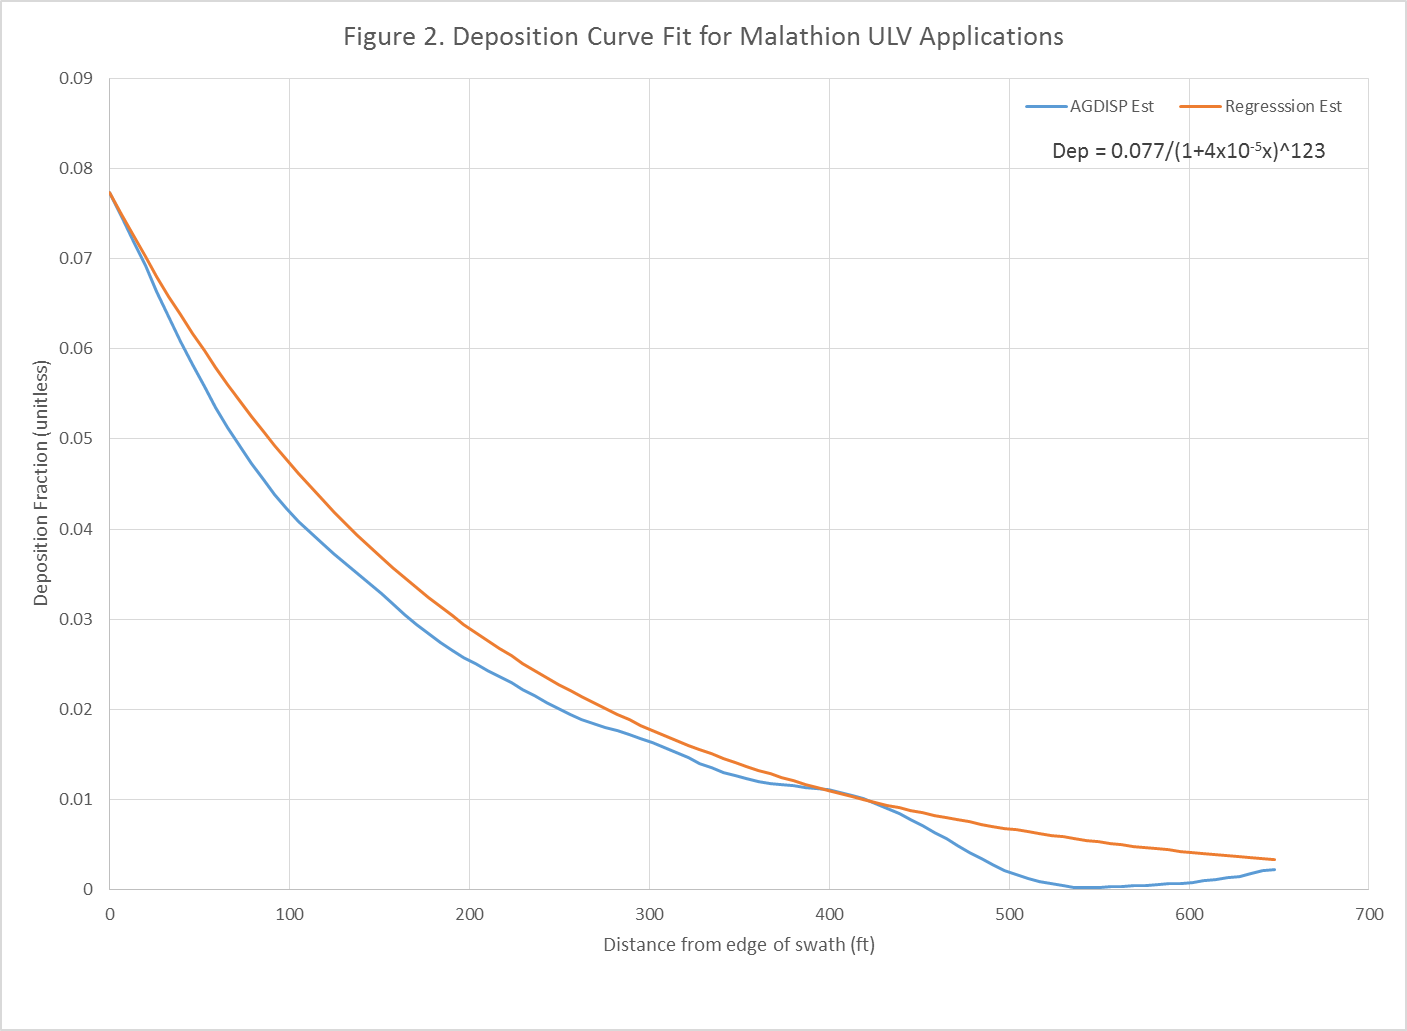 Figure 2. Deposition Curve Fit for Malathion ULV Applications
0.09
AGDISP Est
Regresssion Est
Dep = 0.077/(1+4x10⁻⁵x)^123
0.08
0.07
0.06
0.05
0.04
0.03
0.02
0.01
0
Deposition Fraction (unitless)
0 100 200 300 400 500 600 700
Distance from edge of swath (ft)